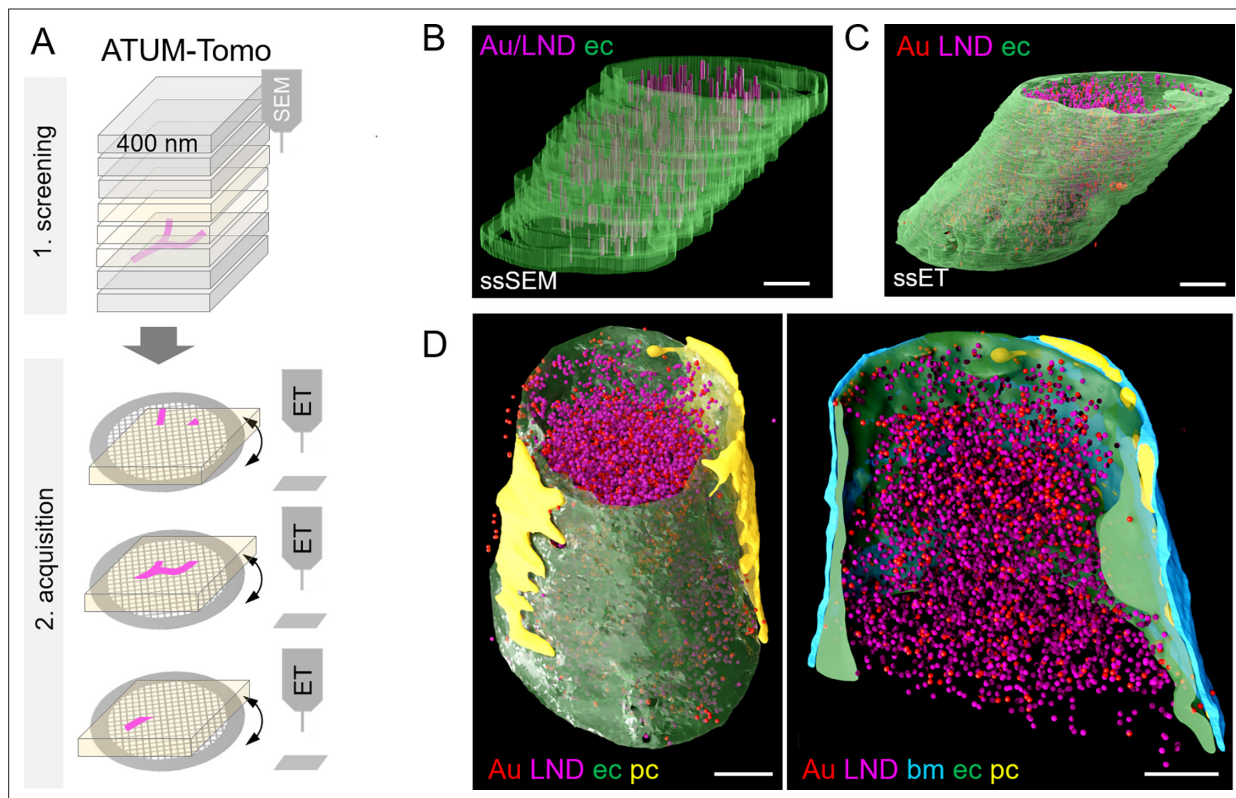 A
ATUM-Tomo
SEM
400 nm
1. screening
2. acquisition
ET
ET
ET
B
Au/LND ec
ssSEM
C
Au LND ec
ssET
D
Au LND ec pc
Au LND bm ec pc